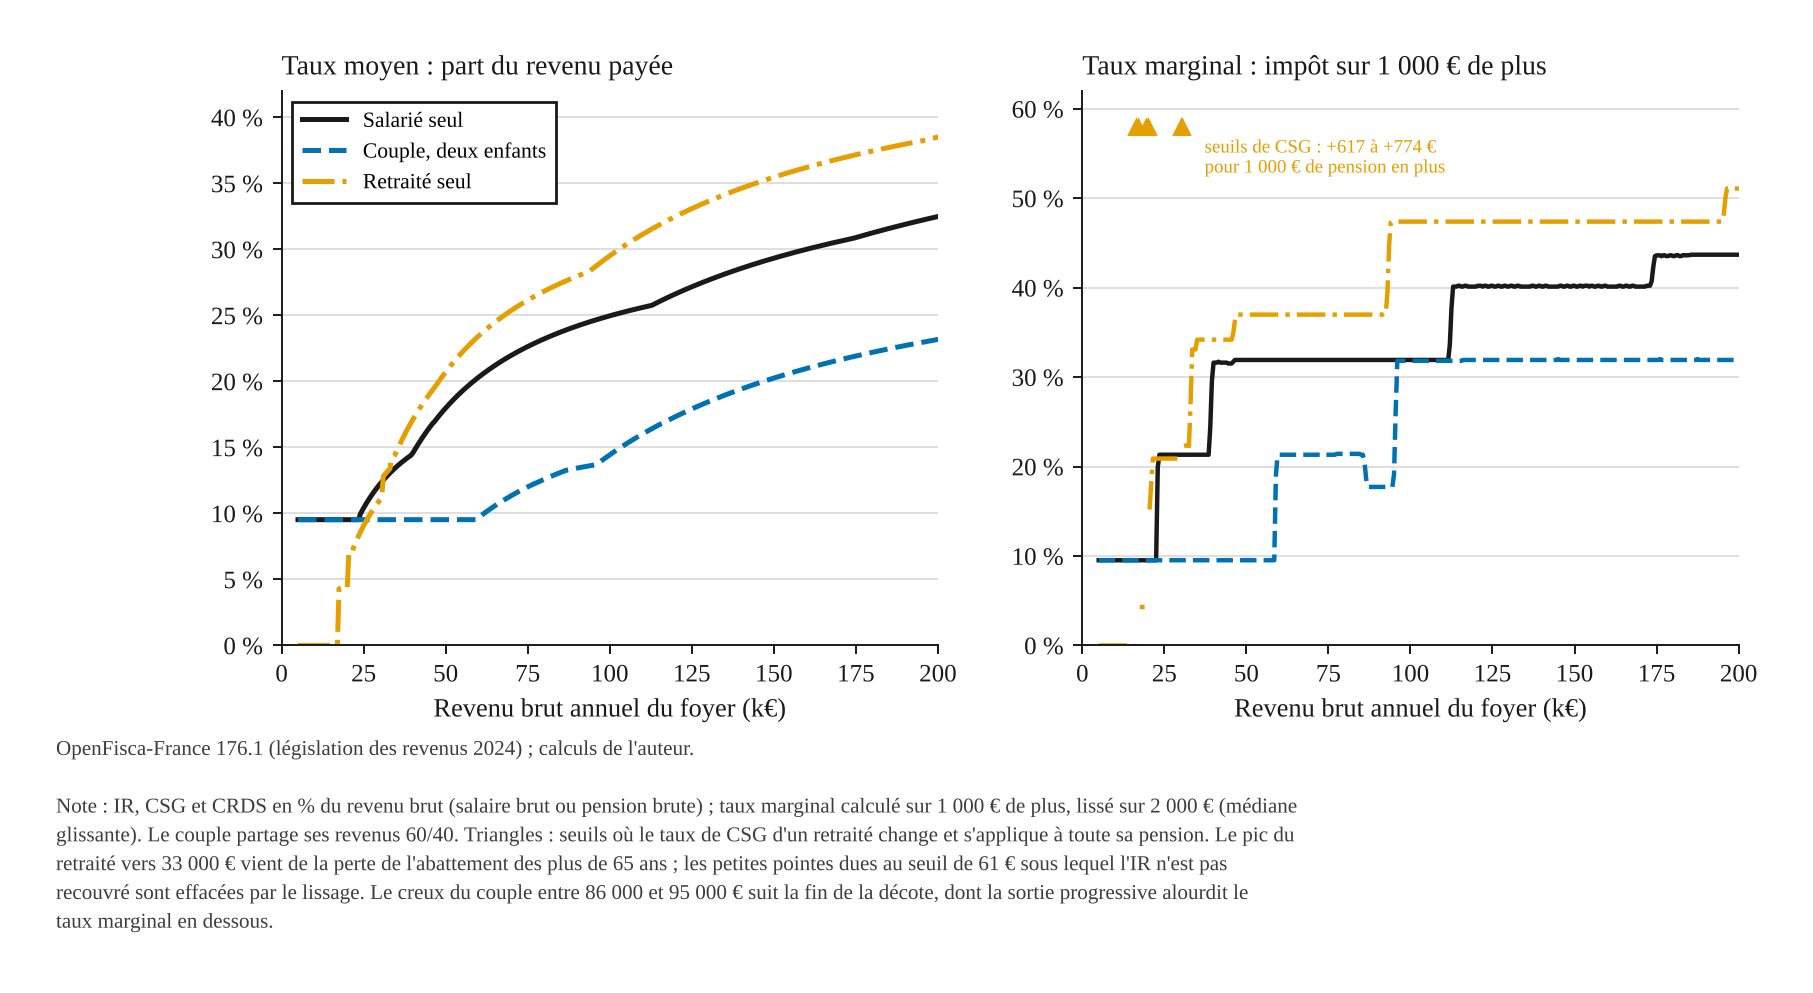 Taux moyen : part du revenu payée
40 %
35 %
30 %
25 %
20 %
15 %
10 %
5 %
0 %
Salarié seul
Couple, deux enfants
Retraité seul
0 25 50 75 100 125 150 175 200
Revenu brut annuel du foyer (k€)
Taux marginal : impôt sur 1 000 € de plus
60 %
50 %
40 %
30 %
20 %
10 %
0 %
seuils de CSG : +617 à +774 €
pour 1 000 € de pension en plus
0 25 50 75 100 125 150 175 200
Revenu brut annuel du foyer (k€)
OpenFisca-France 176.1 (législation des revenus 2024) ; calculs de l'auteur.
Note : IR, CSG et CRDS en % du revenu brut (salaire brut ou pension brute) ; taux marginal calculé sur 1 000 € de plus, lissé sur 2 000 € (médiane
glissante). Le couple partage ses revenus 60/40. Triangles : seuils où le taux de CSG d'un retraité change et s'applique à toute sa pension. Le pic du
retraité vers 33 000 € vient de la perte de l'abattement des plus de 65 ans ; les petites pointes dues au seuil de 61 € sous lequel l'IR n'est pas
recouvré sont effacées par le lissage. Le creux du couple entre 86 000 et 95 000 € suit la fin de la décote, dont la sortie progressive alourdit le
taux marginal en dessous.